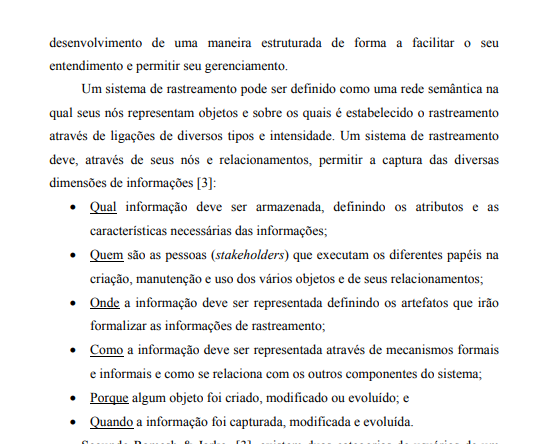 desenvolvimento de uma maneira estruturada de forma a facilitar o seu
entendimento e permitir seu gerenciamento.
Um sistema de rastreamento pode ser definido como uma rede semântica na
qual seus nós representam objetos e sobre os quais é estabelecido o rastreamento
através de ligações de diversos tipos e intensidade. Um sistema de rastreamento
deve, através de seus nós e relacionamentos, permitir a captura das diversas
dimensões de informações [3]:
• Qual informação deve ser armazenada, definindo os atributos e as
características necessárias das informações;
• Quem são as pessoas (stakeholders) que executam os diferentes papéis na
criação, manutenção e uso dos vários objetos e de seus relacionamentos;
• Onde a informação deve ser representada definindo os artefatos que irão
formalizar as informações de rastreamento;
• Como a informação deve ser representada através de mecanismos formais
e informais e como se relaciona com os outros componentes do sistema;
• Porque algum objeto foi criado, modificado ou evoluído; e
• Quando a informação foi capturada, modificada e evoluída.